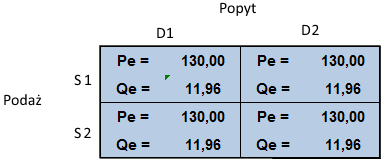 Popyt
D1 D2
Pe = 130,00 Pe = 130,00
S 1
Qe = 11,96 Qe = 11,96
Podaż
Pe = 130,00 Pe = 130,00
S 2
Qe = 11,96 Qe = 11,96